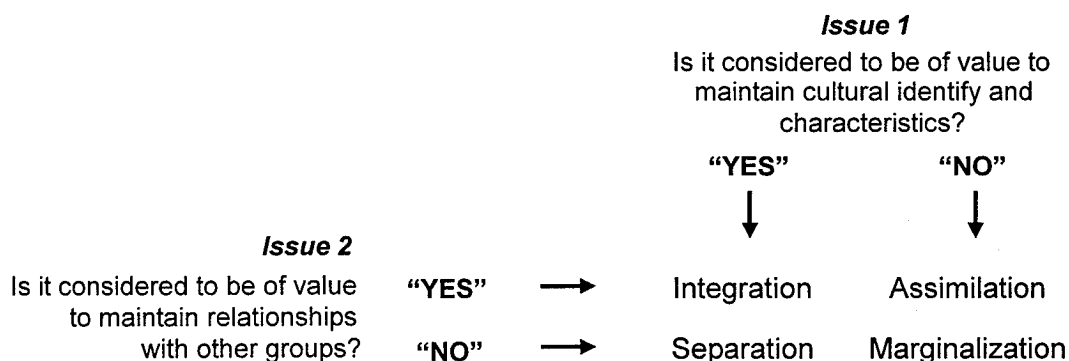 Issue 1
Is it considered to be of value to
maintain cultural identify and
characteristics?
“YES” “NO”
Issue 2
Is it considered to be of value
to maintain relationships
with other groups?
“YES” Integration Assimilation
“NO” Separation Marginalization